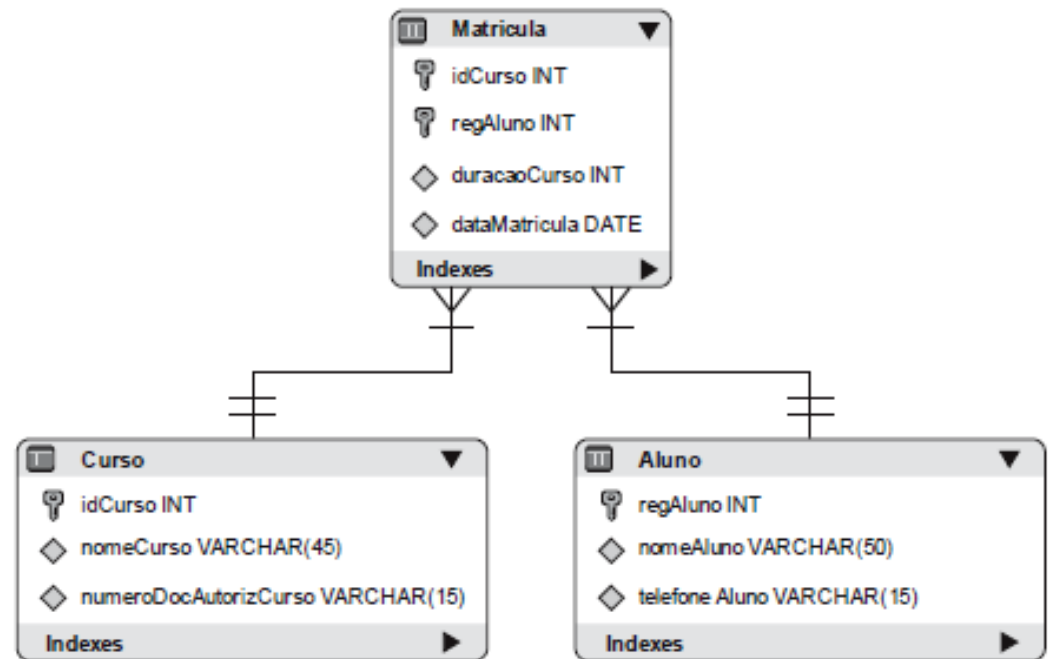 Matricula
idCurso INT
regAluno INT
duracaoCurso INT
dataMatricula DATE
Indexes
Curso
idCurso INT
nomeCurso VARCHAR(45)
numeroDocAutorizCurso VARCHAR(15)
Indexes
Aluno
regAluno INT
nomeAluno VARCHAR(50)
telefone Aluno VARCHAR(15)
Indexes